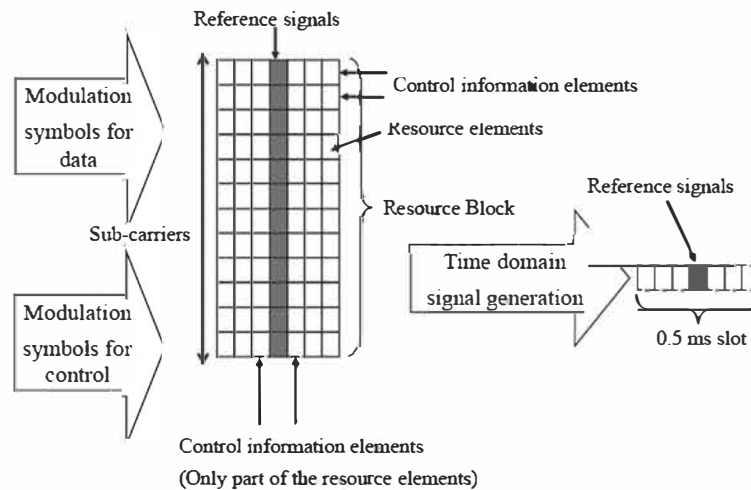 Reference signals
Modulation
symbols for
data
Control information elements
Resource elements
Sub-carriers
Resource Block
Reference signals
Time domain
signal generation
Modulation
symbols for
control
0.5 ms slot
Control information elements
(Only part of the resource elements)